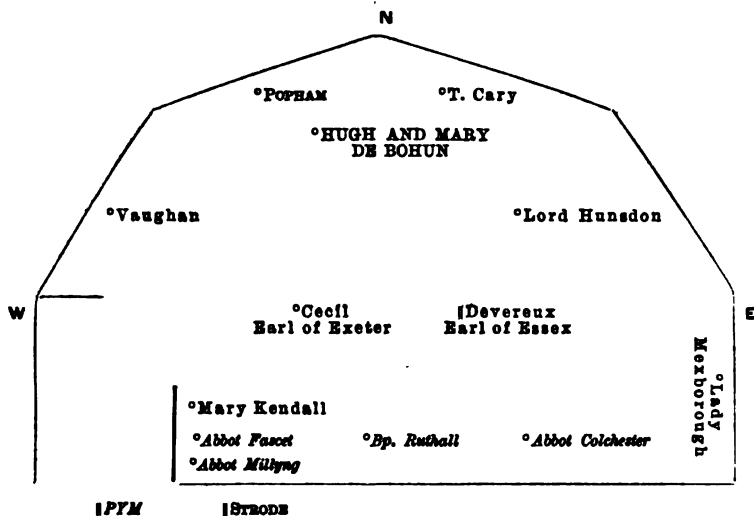 N
°POPHAM
°T. Cary
°HUGH AND MARY
DE BOHUN
°Vaughan
°Lord Hunsdon
W
E
°Cecil
Earl of Exeter
‖Devereux
Earl of Essex
°Lady
Mexborough
°Mary Kendall
°Abbot Fascet
°Bp. Ruthall
°Abbot Colchester
°Abbot Millyng
‖PYM
‖STRODE